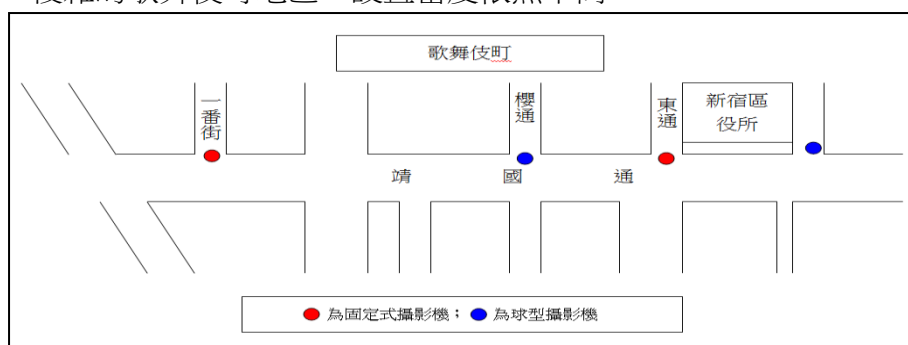 歌舞伎町
一番街
櫻通
東通
新宿區
役所
靖國通
為固定式攝影機；為球型攝影機